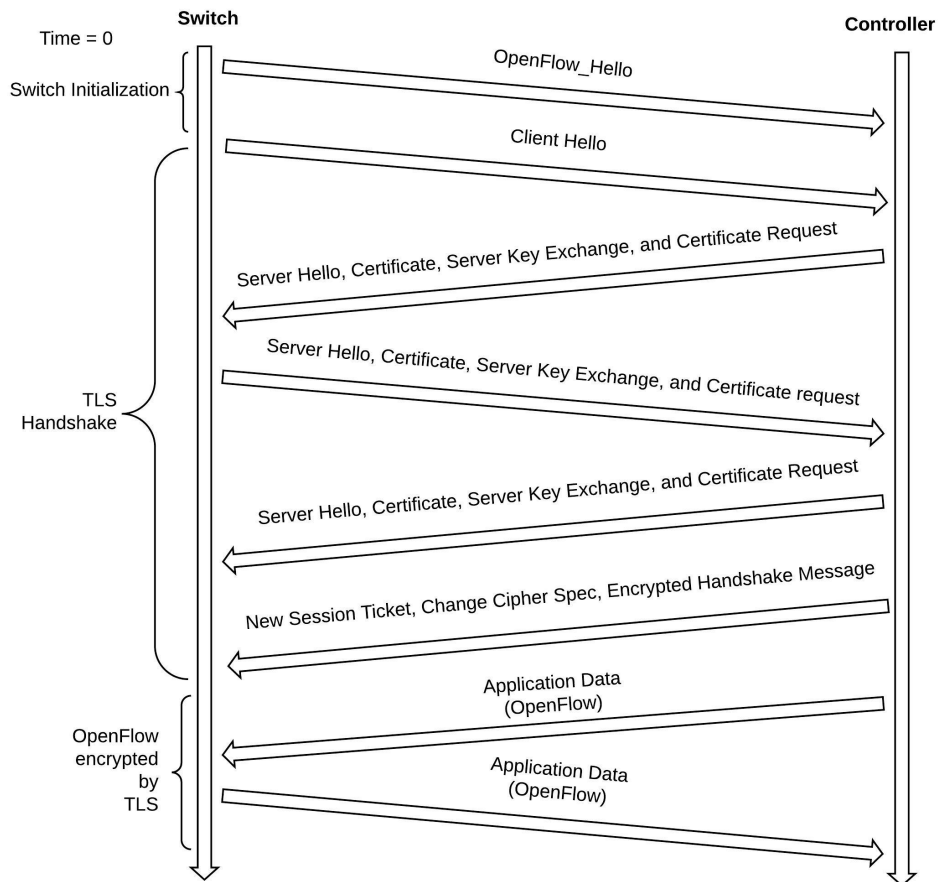 Switch
Controller
Time = 0
OpenFlow_Hello
Switch Initialization
Client Hello
Server Hello, Certificate, Server Key Exchange, and Certificate Request
Server Hello, Certificate, Server Key Exchange, and Certificate request
TLS
Handshake
Server Hello, Certificate, Server Key Exchange, and Certificate Request
New Session Ticket, Change Cipher Spec, Encrypted Handshake Message
Application Data
(OpenFlow)
OpenFlow
encrypted
by
TLS
Application Data
(OpenFlow)